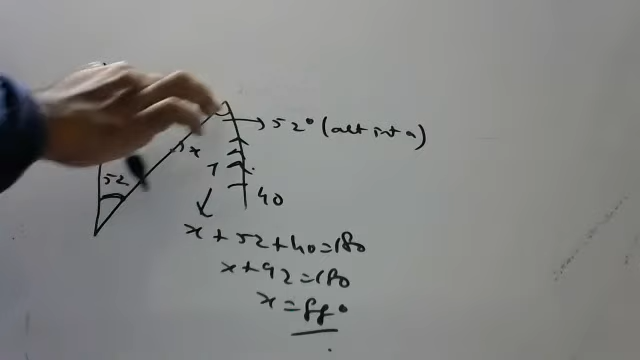 52° (alt int a)
x
52
40
x + 52 + 40 = 180
x + 92 = 180
x = 88°